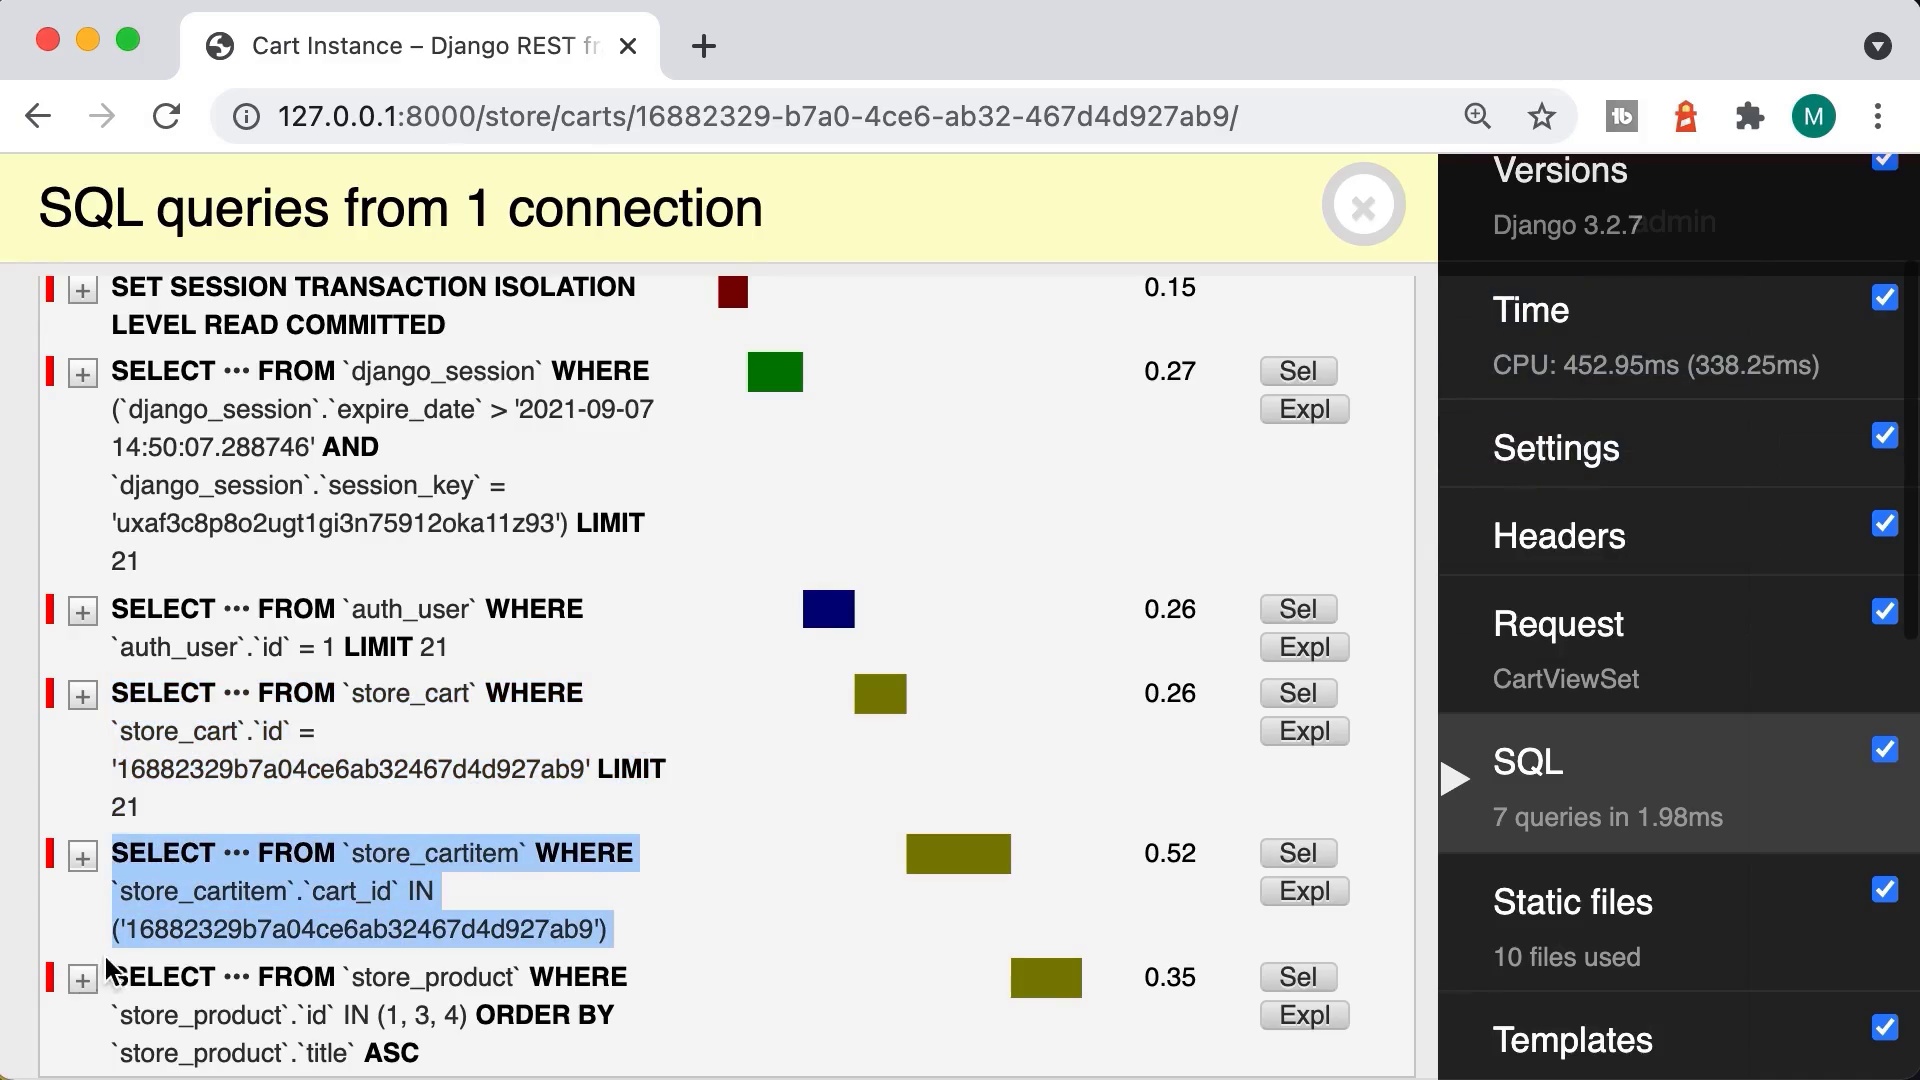 Cart Instance – Django REST fr
127.0.0.1:8000/store/carts/16882329-b7a0-4ce6-ab32-467d4d927ab9/
M
SQL queries from 1 connection
SET SESSION TRANSACTION ISOLATION
LEVEL READ COMMITTED
0.15
SELECT ••• FROM `django_session` WHERE
(`django_session`.`expire_date` > '2021-09-07
14:50:07.288746' AND
`django_session`.`session_key` =
'uxaf3c8p8o2ugt1gi3n75912oka11z93') LIMIT
21
0.27
Sel
Expl
SELECT ••• FROM `auth_user` WHERE
`auth_user`.`id` = 1 LIMIT 21
0.26
Sel
Expl
SELECT ••• FROM `store_cart` WHERE
`store_cart`.`id` =
'16882329b7a04ce6ab32467d4d927ab9' LIMIT
21
0.26
Sel
Expl
SELECT ••• FROM `store_cartitem` WHERE
`store_cartitem`.`cart_id` IN
('16882329b7a04ce6ab32467d4d927ab9')
0.52
Sel
Expl
SELECT ••• FROM `store_product` WHERE
`store_product`.`id` IN (1, 3, 4) ORDER BY
`store_product`.`title` ASC
0.35
Sel
Expl
Versions
Django 3.2.7
admin
Time
CPU: 452.95ms (338.25ms)
Settings
Headers
Request
CartViewSet
SQL
7 queries in 1.98ms
Static files
10 files used
Templates